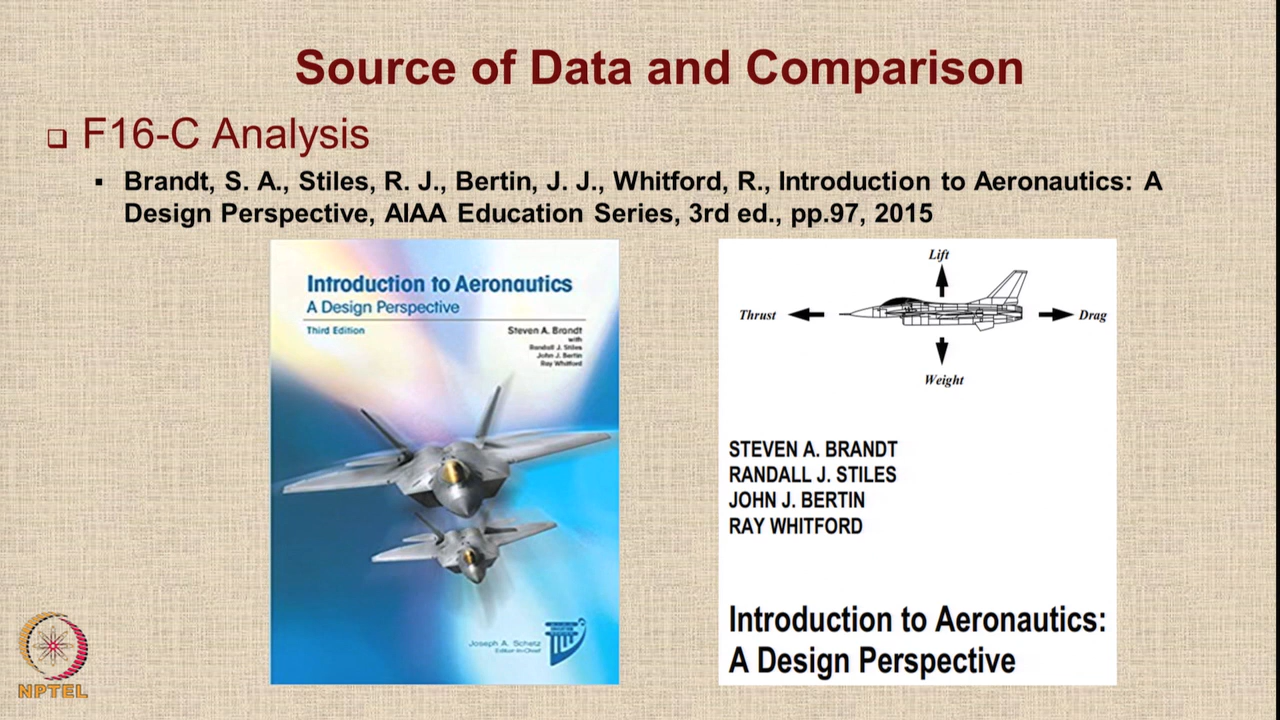 Source of Data and Comparison
F16-C Analysis
Brandt, S. A., Stiles, R. J., Bertin, J. J., Whitford, R., Introduction to Aeronautics: A
Design Perspective, AIAA Education Series, 3rd ed., pp.97, 2015
Introduction to Aeronautics
A Design Perspective
Third Edition
Steven A. Brandt
with
Randall J. Stiles
John J. Bertin
Ray Whitford
Joseph A. Schetz
Editor-in-Chief
Lift
Thrust
Drag
Weight
STEVEN A. BRANDT
RANDALL J. STILES
JOHN J. BERTIN
RAY WHITFORD
Introduction to Aeronautics:
A Design Perspective
NPTEL